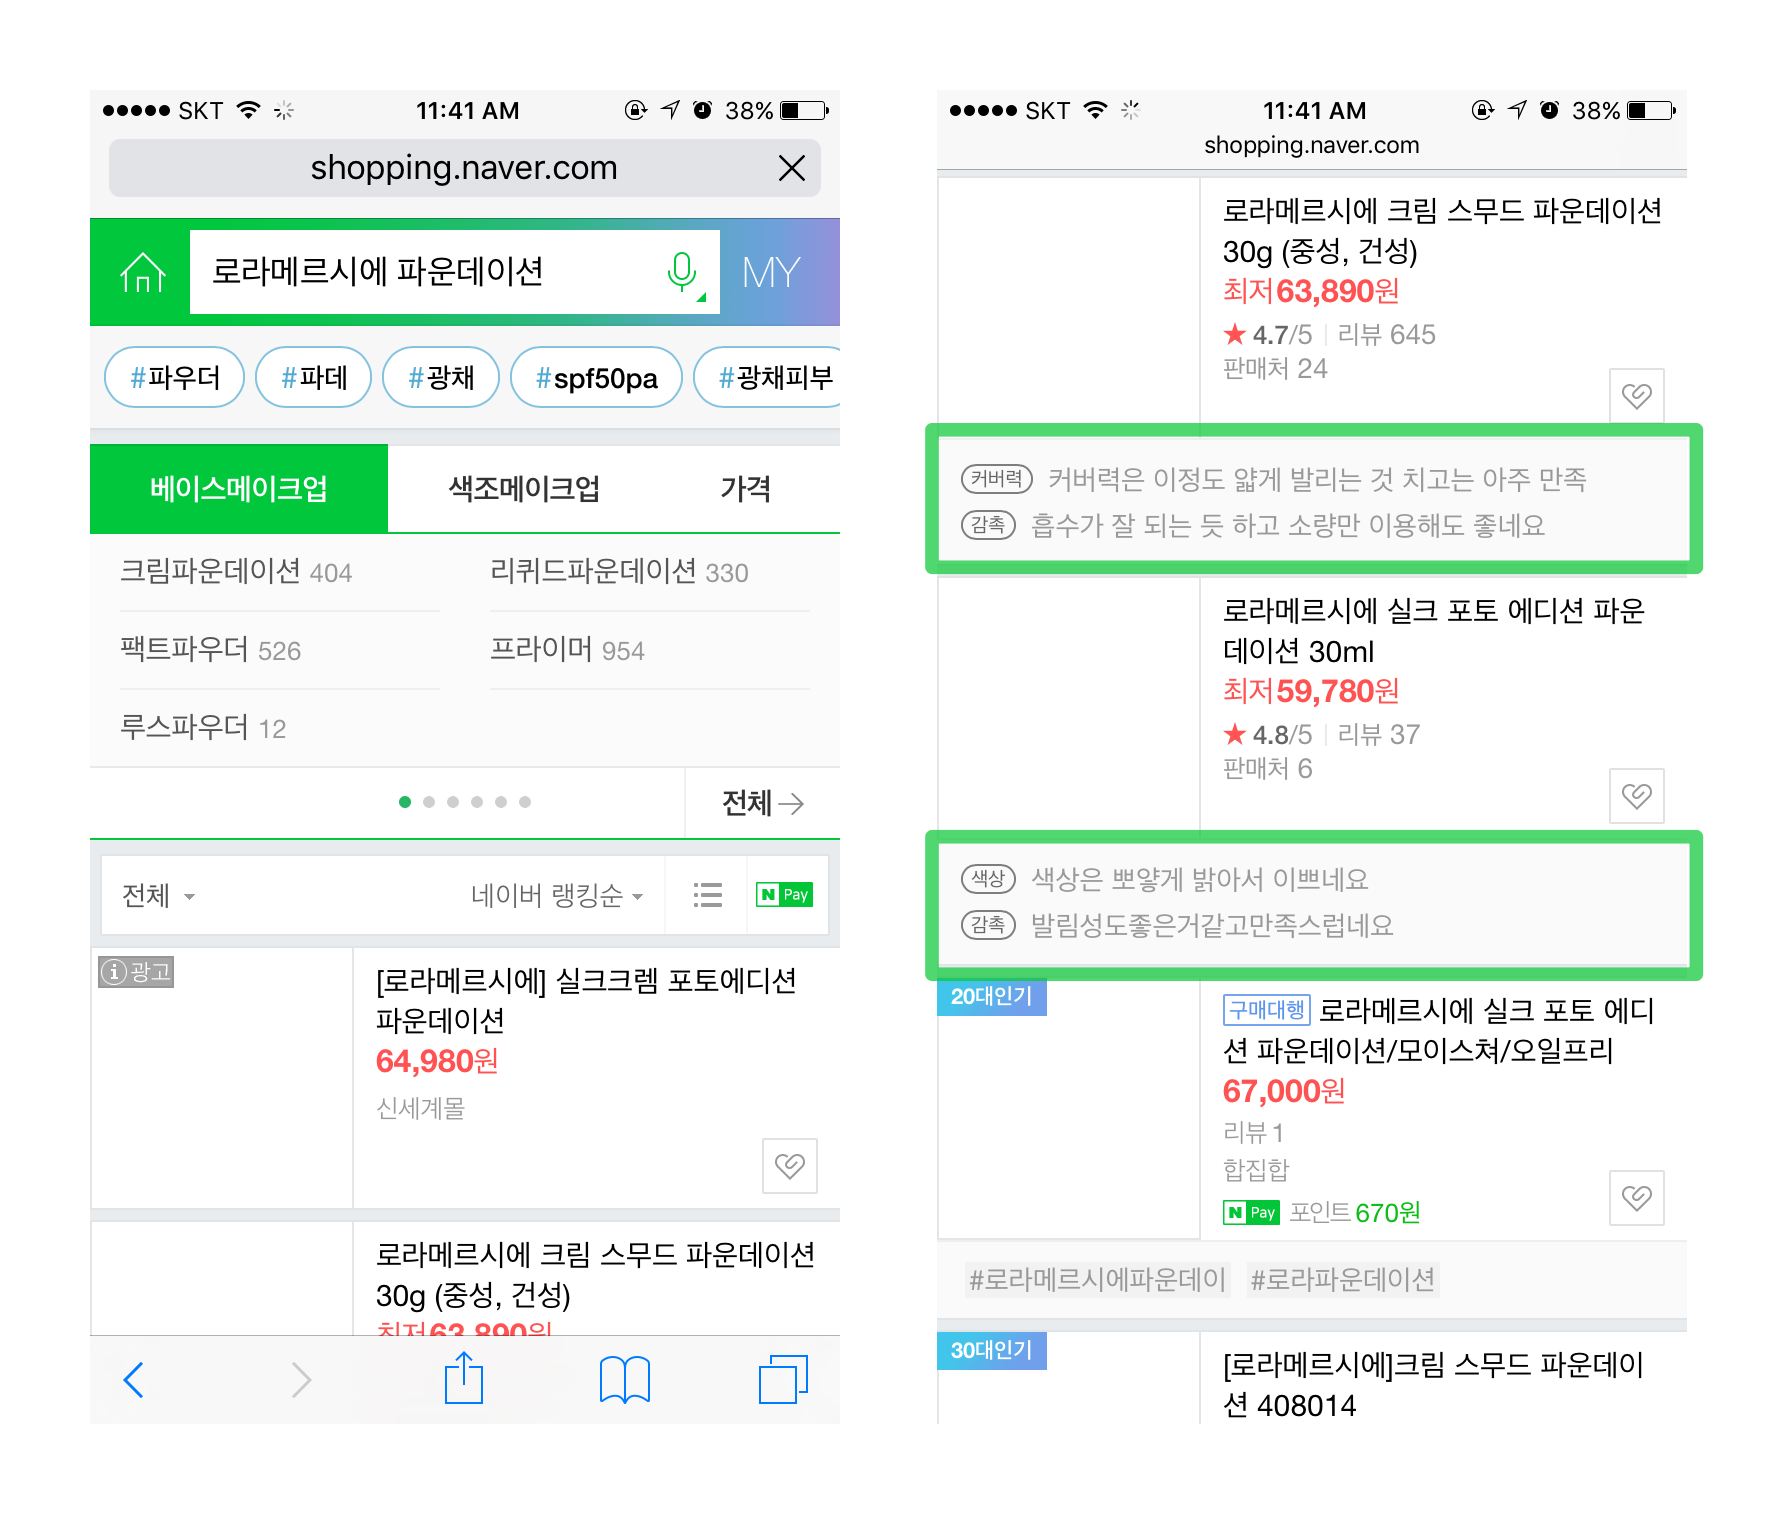 SKT 11:41 AM 38%
shopping.naver.com
로라메르시에 파운데이션 MY
#파우더 #파데 #광채 #spf50pa #광채피부
베이스메이크업 색조메이크업 가격
크림파운데이션 404 리퀴드파운데이션 330
팩트파우더 526 프라이머 954
루스파우더 12
전체
전체 네이버 랭킹순 N Pay
광고
[로라메르시에] 실크크렘 포토에디션
파운데이션
64,980원
신세계몰
로라메르시에 크림 스무드 파운데이션
30g (중성, 건성)
최저63,890원
SKT 11:41 AM 38%
shopping.naver.com
로라메르시에 크림 스무드 파운데이션
30g (중성, 건성)
최저63,890원
★ 4.7/5 리뷰 645
판매처 24
커버력 커버력은 이정도 얇게 발리는 것 치고는 아주 만족
감촉 흡수가 잘 되는 듯 하고 소량만 이용해도 좋네요
로라메르시에 실크 포토 에디션 파운
데이션 30ml
최저59,780원
★ 4.8/5 리뷰 37
판매처 6
색상 색상은 뽀얗게 밝아서 이쁘네요
감촉 발림성도좋은거같고만족스럽네요
20대인기
구매대행 로라메르시에 실크 포토 에디
션 파운데이션/모이스쳐/오일프리
67,000원
리뷰 1
합집합
N Pay 포인트 670원
#로라메르시에파운데이 #로라파운데이션
30대인기
[로라메르시에]크림 스무드 파운데이
션 408014